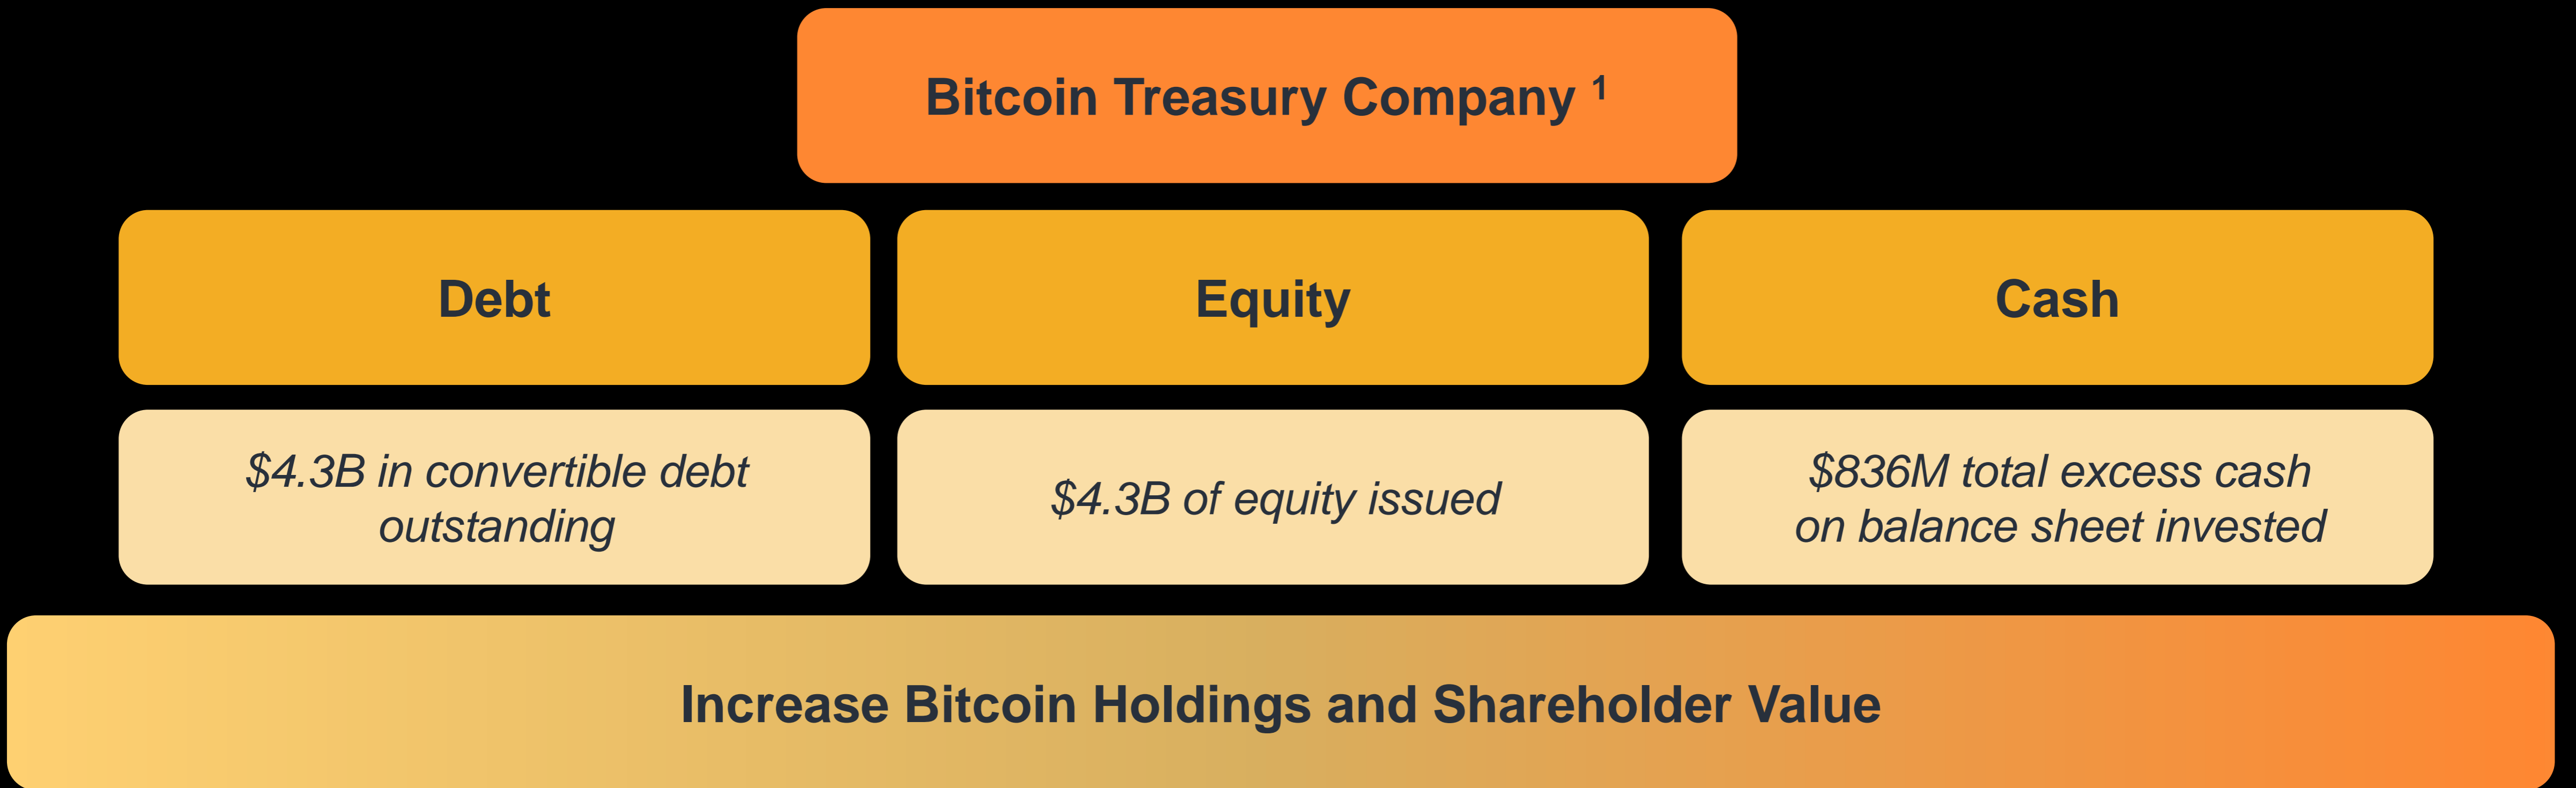 Bitcoin Treasury Company ¹
Debt
Equity
Cash
$4.3B in convertible debt
outstanding
$4.3B of equity issued
$836M total excess cash
on balance sheet invested
Increase Bitcoin Holdings and Shareholder Value